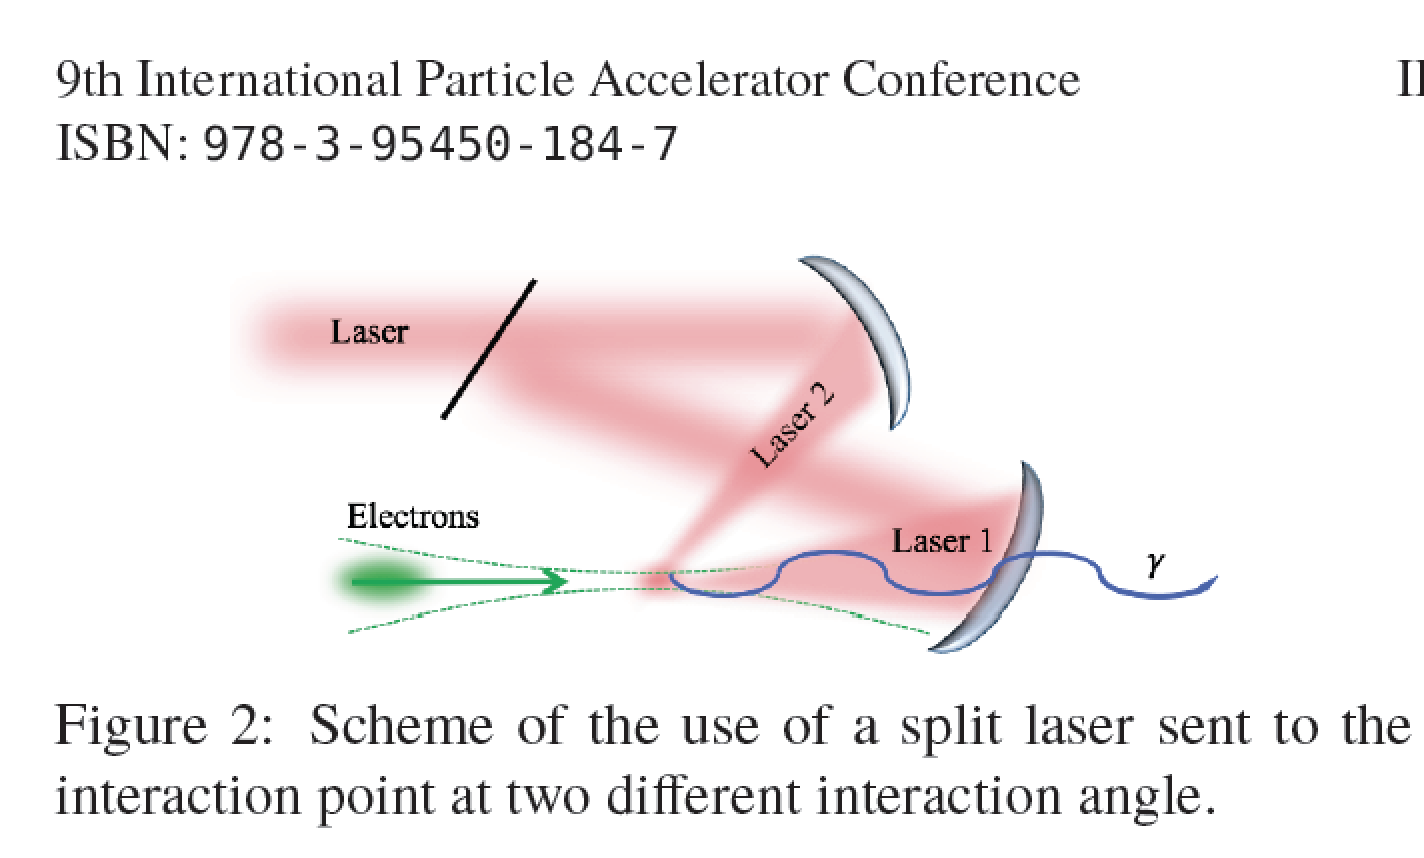 9th International Particle Accelerator Conference
ISBN: 978-3-95450-184-7
Laser
Laser 2
Electrons
Laser 1
γ
Figure 2: Scheme of the use of a split laser sent to the
interaction point at two different interaction angle.